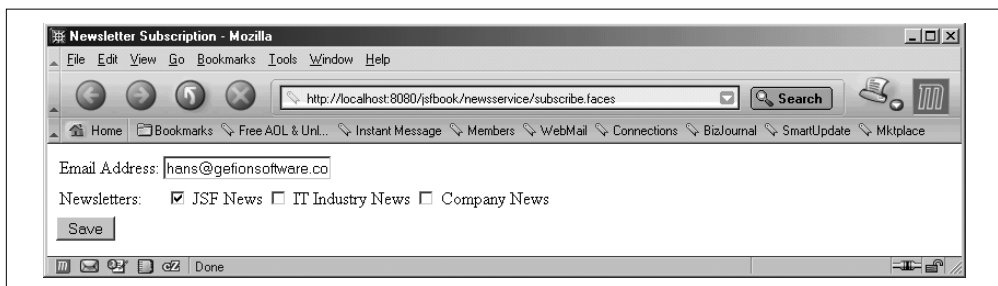 Newsletter Subscription - Mozilla
File Edit View Go Bookmarks Tools Window Help
http://localhost:8080/jsfbook/newsservice/subscribe.faces Search
Home Bookmarks Free AOL & Unl... Instant Message Members WebMail Connections BizJournal SmartUpdate Mktplace
Email Address: hans@gefionsoftware.co
Newsletters: JSF News IT Industry News Company News
Save
Done